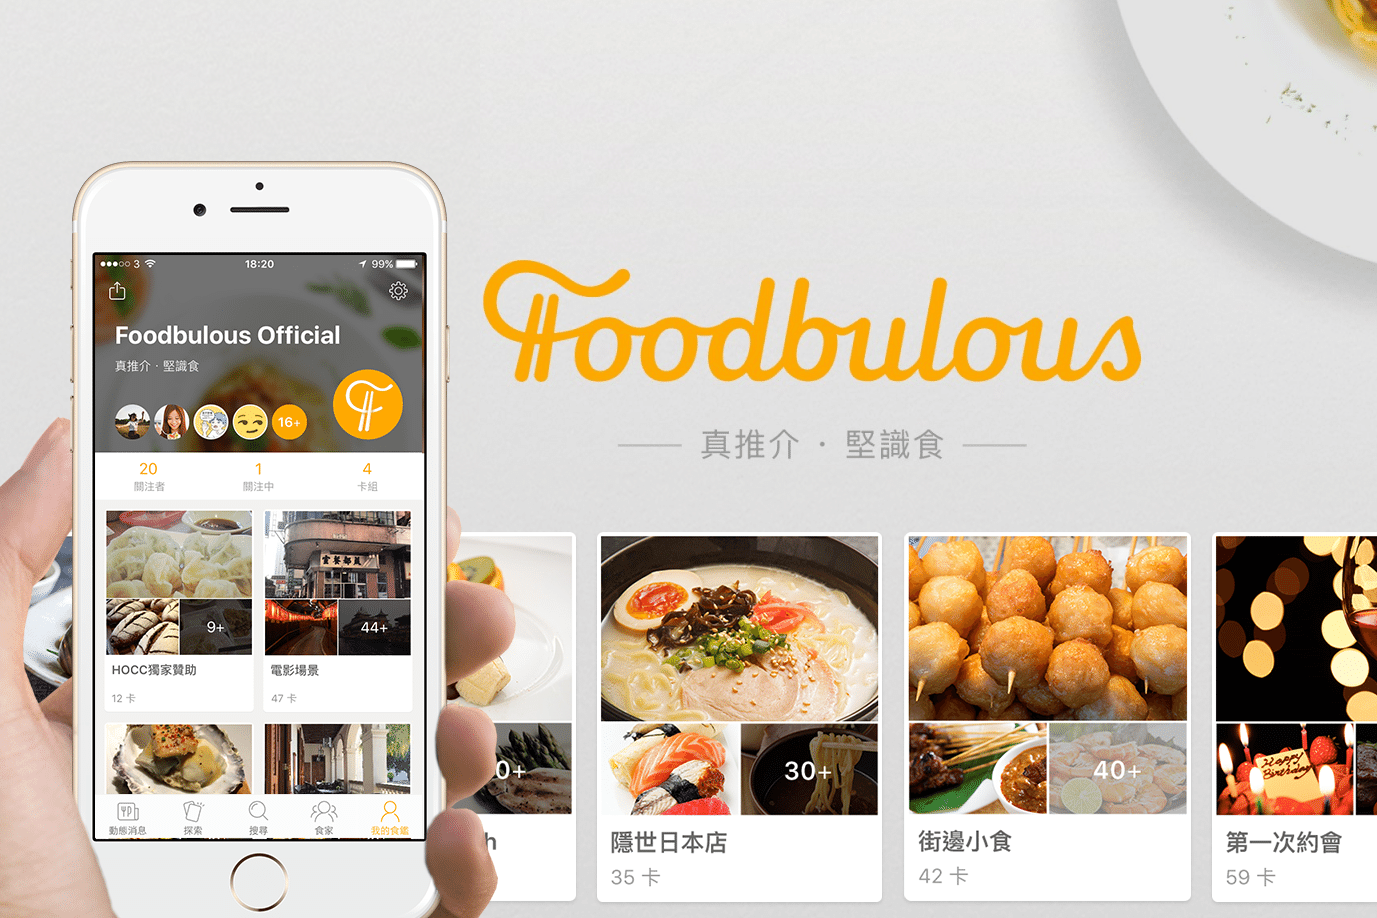 3
18:20
99%
Foodbulous Official
真推介 · 堅識食
16+
20
1
4
關注者
關注中
卡組
9+
44+
HOCC獨家贊助
電影場景
12 卡
47 卡
動態消息
探索
搜尋
食家
我的食鑑
Foodbulous
真推介 · 堅識食
0+
30+
40+
Happy
Birthday
h
隱世日本店
街邊小食
第一次約會
35 卡
42 卡
59 卡